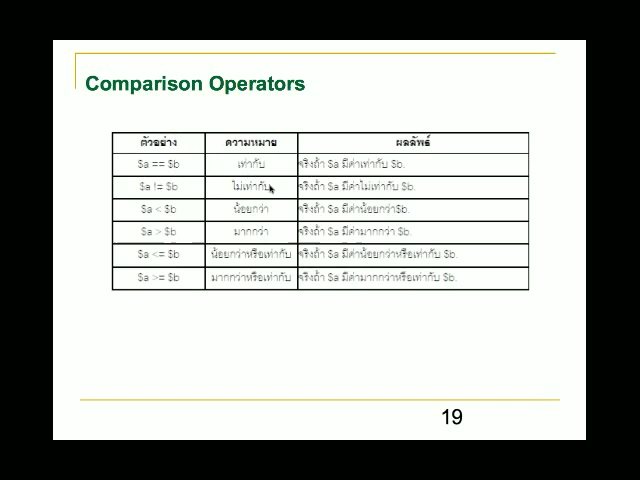 Comparison Operators
ตัวอย่าง ความหมาย ผลลัพธ์
$a == $b เท่ากับ จริงถ้า $a มีค่าเท่ากับ $b.
$a != $b ไม่เท่ากับ จริงถ้า $a มีค่าไม่เท่ากับ $b.
$a < $b น้อยกว่า จริงถ้า $a มีค่าน้อยกว่า$b.
$a > $b มากกว่า จริงถ้า $a มีค่ามากกว่า $b.
$a <= $b น้อยกว่าหรือเท่ากับ จริงถ้า $a มีค่าน้อยกว่าหรือเท่ากับ $b.
$a >= $b มากกว่าหรือเท่ากับ จริงถ้า $a มีค่ามากกว่าหรือเท่ากับ $b.
19